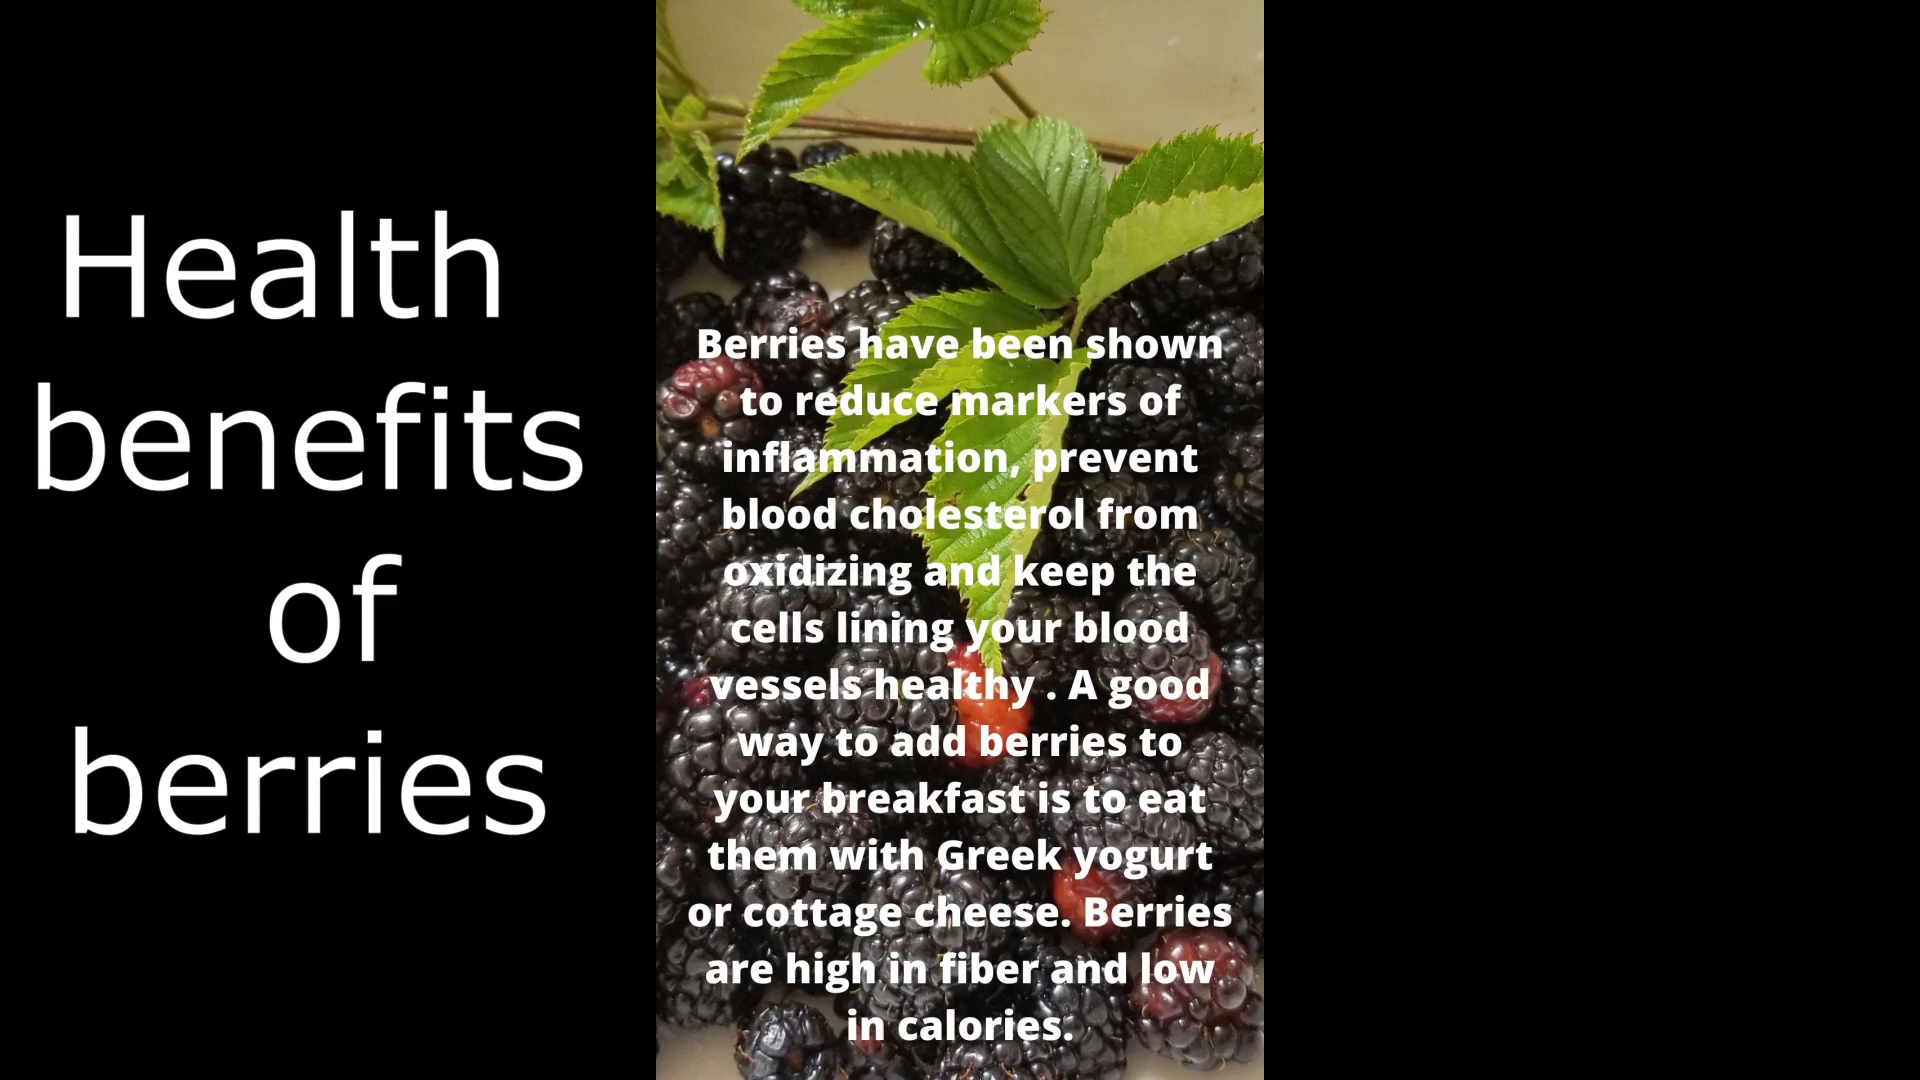 Health
benefits
of
berries
Berries have been shown
to reduce markers of
inflammation, prevent
blood cholesterol from
oxidizing and keep the
cells lining your blood
vessels healthy . A good
way to add berries to
your breakfast is to eat
them with Greek yogurt
or cottage cheese. Berries
are high in fiber and low
in calories.